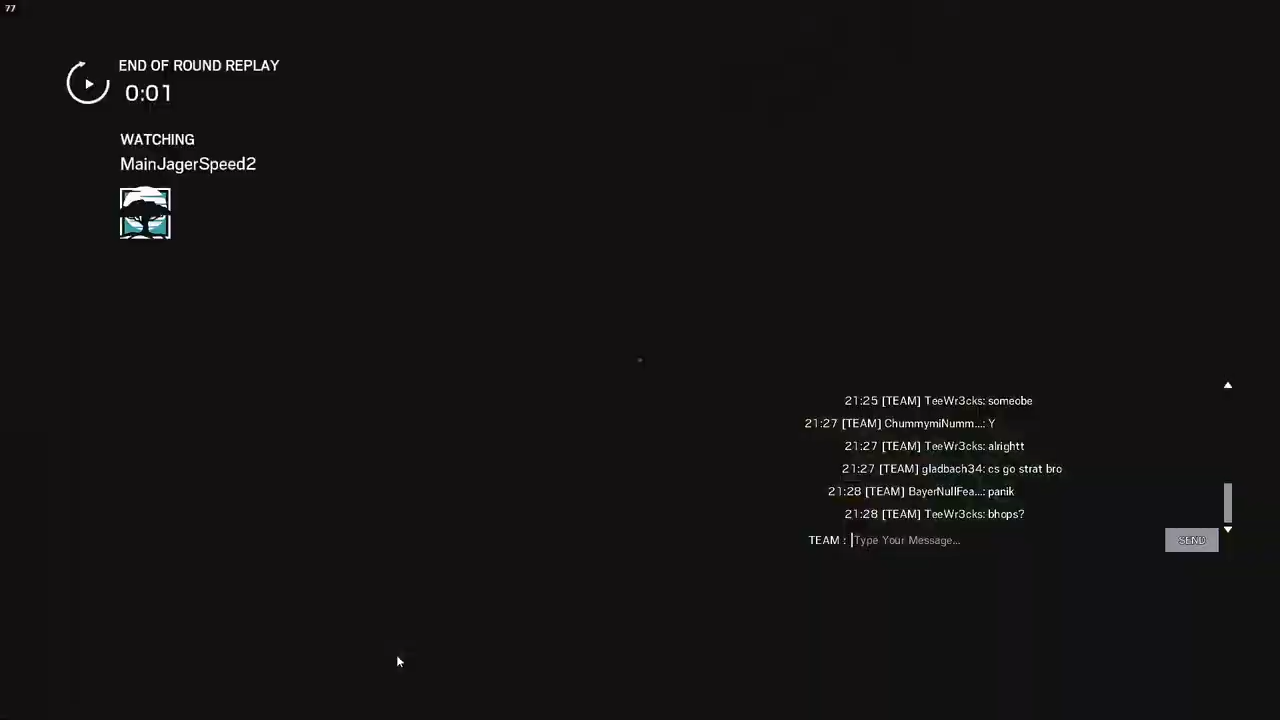 77
END OF ROUND REPLAY
0:01
WATCHING
MainJagerSpeed2
21:25 [TEAM] TeeWr3cks: someobe
21:27 [TEAM] ChummymiNumm...: Y
21:27 [TEAM] TeeWr3cks: alrightt
21:27 [TEAM] gladbach34: cs go strat bro
21:28 [TEAM] BayerNullFea...: panik
21:28 [TEAM] TeeWr3cks: bhops?
TEAM : Type Your Message... SEND